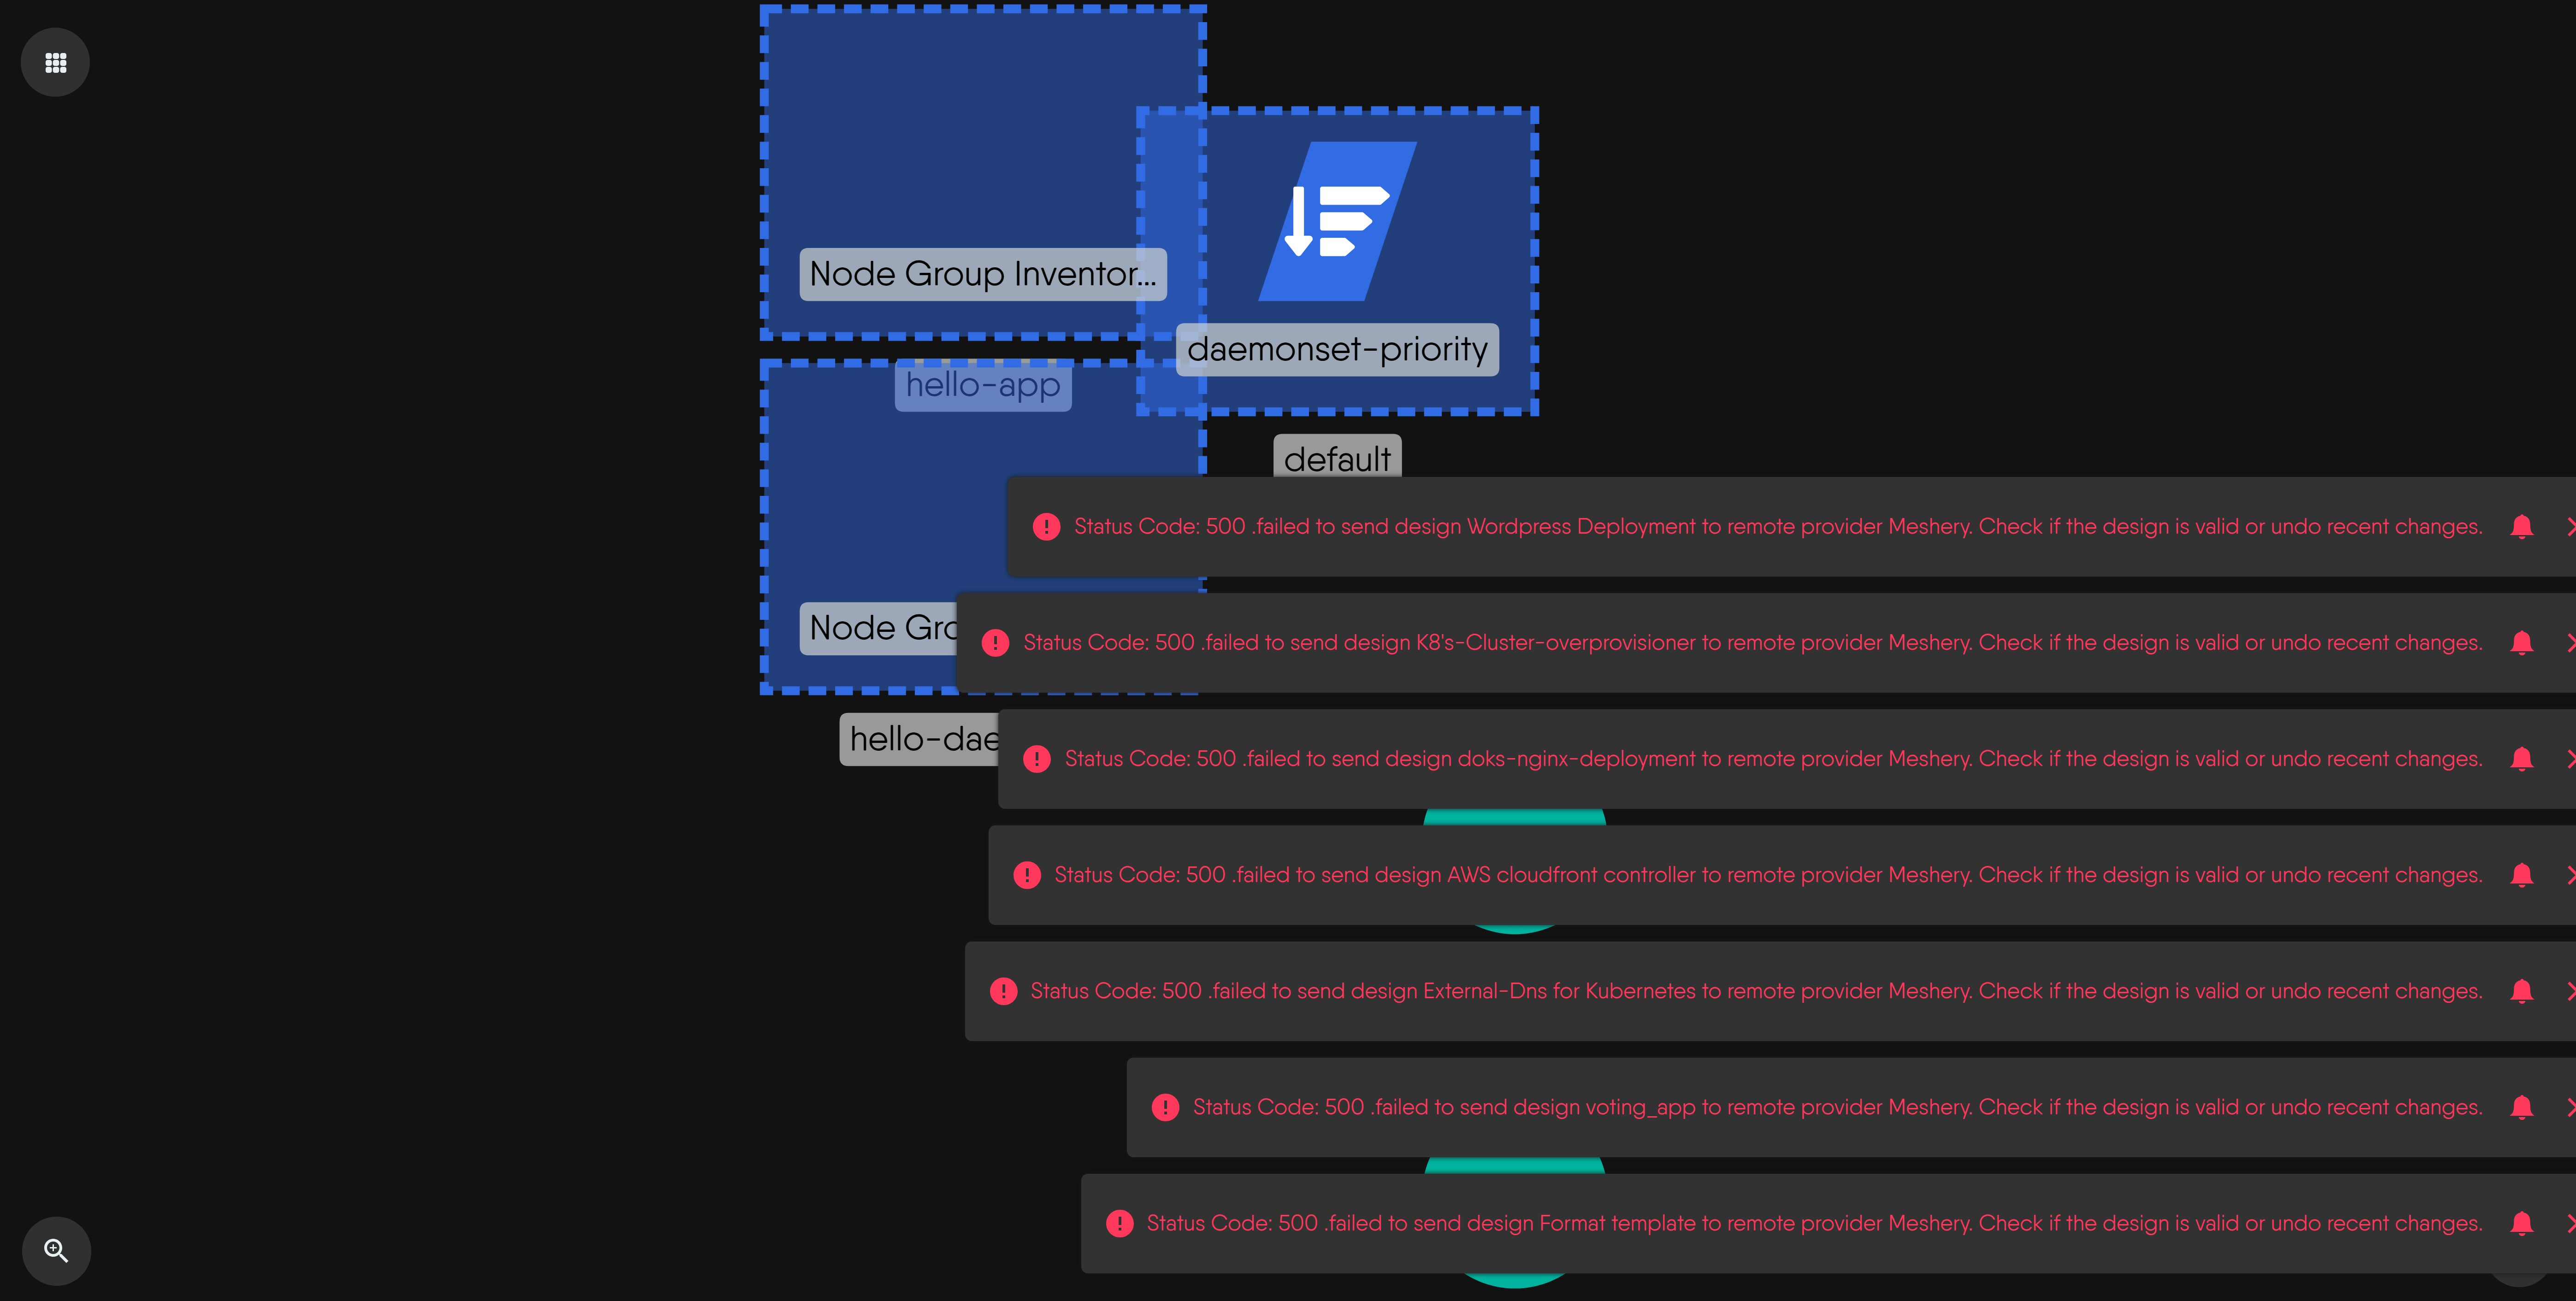 Node Group Inventor...
daemonset-priority
hello-app
default
Status Code: 500 .failed to send design Wordpress Deployment to remote provider Meshery. Check if the design is valid or undo recent changes.
Node Gro
Status Code: 500 .failed to send design K8's-Cluster-overprovisioner to remote provider Meshery. Check if the design is valid or undo recent changes.
hello-dae
Status Code: 500 .failed to send design doks-nginx-deployment to remote provider Meshery. Check if the design is valid or undo recent changes.
Status Code: 500 .failed to send design AWS cloudfront controller to remote provider Meshery. Check if the design is valid or undo recent changes.
Status Code: 500 .failed to send design External-Dns for Kubernetes to remote provider Meshery. Check if the design is valid or undo recent changes.
Status Code: 500 .failed to send design voting_app to remote provider Meshery. Check if the design is valid or undo recent changes.
Status Code: 500 .failed to send design Format template to remote provider Meshery. Check if the design is valid or undo recent changes.